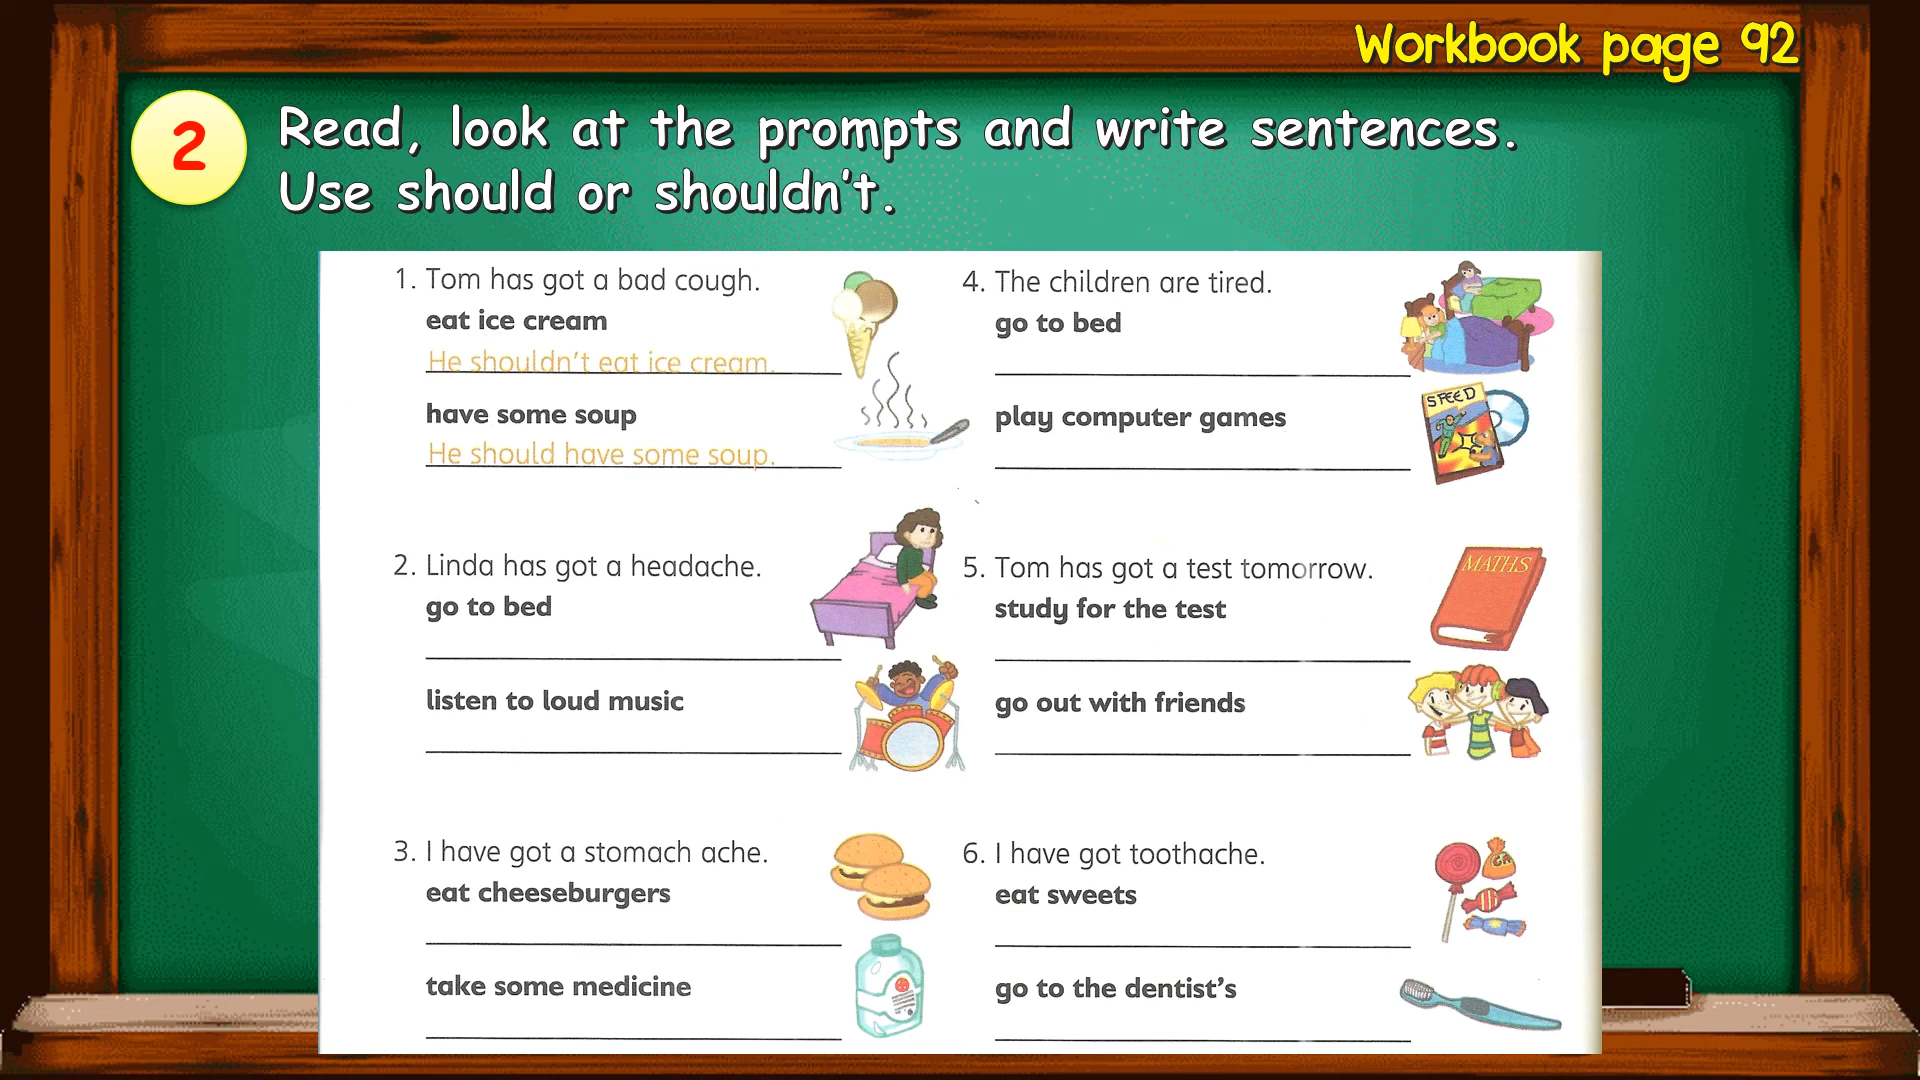 Workbook page 92
2
Read, look at the prompts and write sentences.
Use should or shouldn't.
1. Tom has got a bad cough.
eat ice cream
He shouldn't eat ice cream.
have some soup
He should have some soup.
2. Linda has got a headache.
go to bed
listen to loud music
3. I have got a stomach ache.
eat cheeseburgers
take some medicine
4. The children are tired.
go to bed
play computer games
SPEED
5. Tom has got a test tomorrow.
study for the test
MATHS
go out with friends
6. I have got toothache.
eat sweets
go to the dentist's